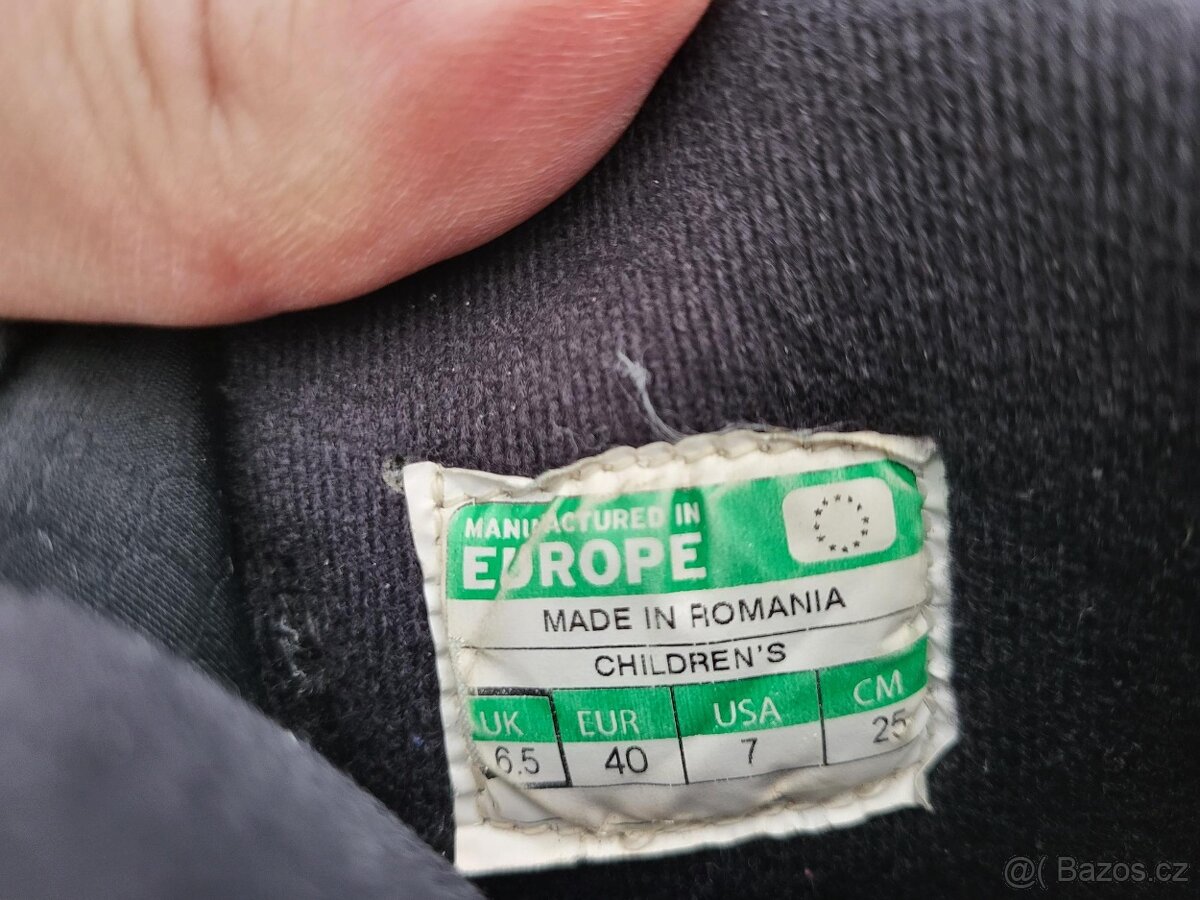 MANUFACTURED IN
EUROPE
MADE IN ROMANIA
CHILDREN'S
UK EUR USA CM
6.5 40 7 25
@( Bazos.cz